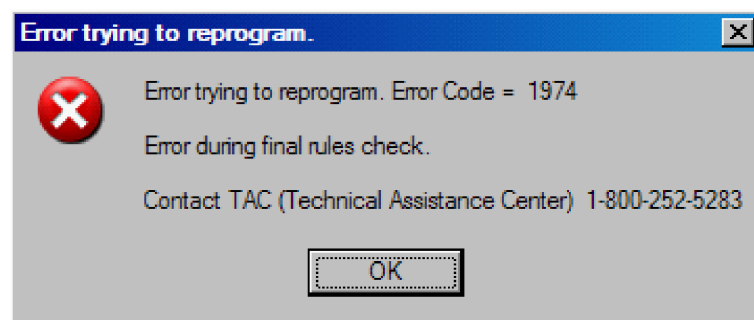 Error trying to reprogram.
Error trying to reprogram. Error Code = 1974
Error during final rules check.
Contact TAC (Technical Assistance Center) 1-800-252-5283
OK